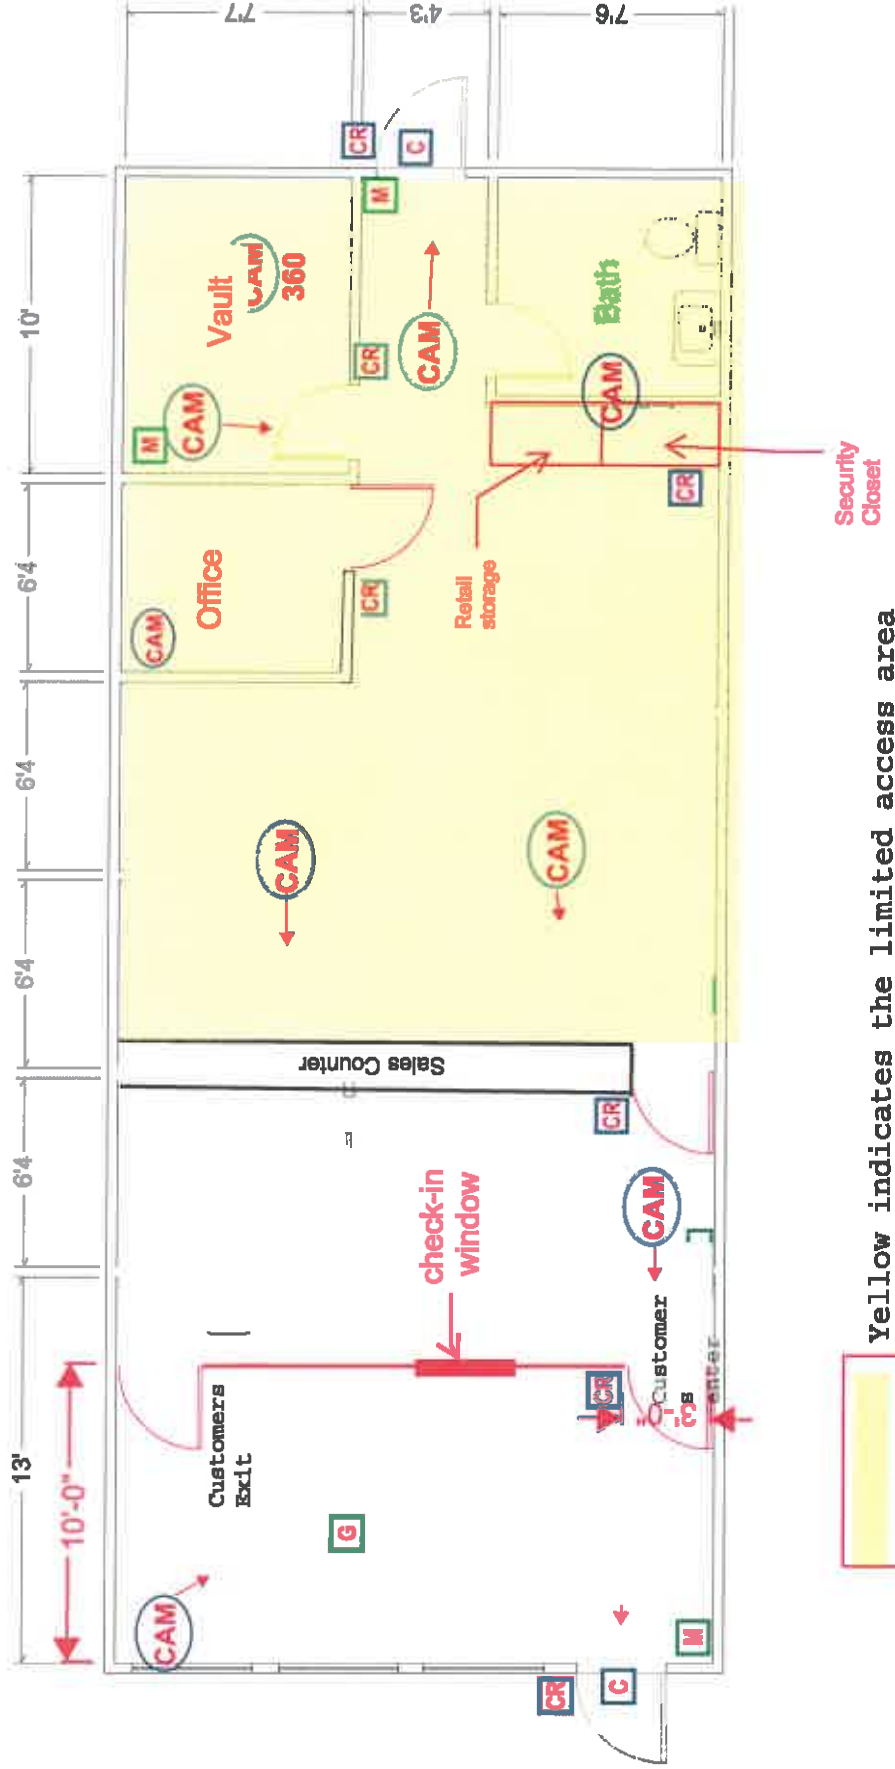 13'
6'4
6'4
6'4
6'4
10'
10'-0"
7'7
4'3
7'6
CAM
CAM
Office
M
CAM
Vault
CAM
360
CAM
CR
CR
CR
M
CR
C
CAM
Customers
Exit
G
check-in
window
Sales Counter
CAM
Retail
storage
CAM
Bath
CR
Security
Closet
CR
CAM
CR
Customer
s
enter
3'
M
CR
C
Yellow indicates the limited access area